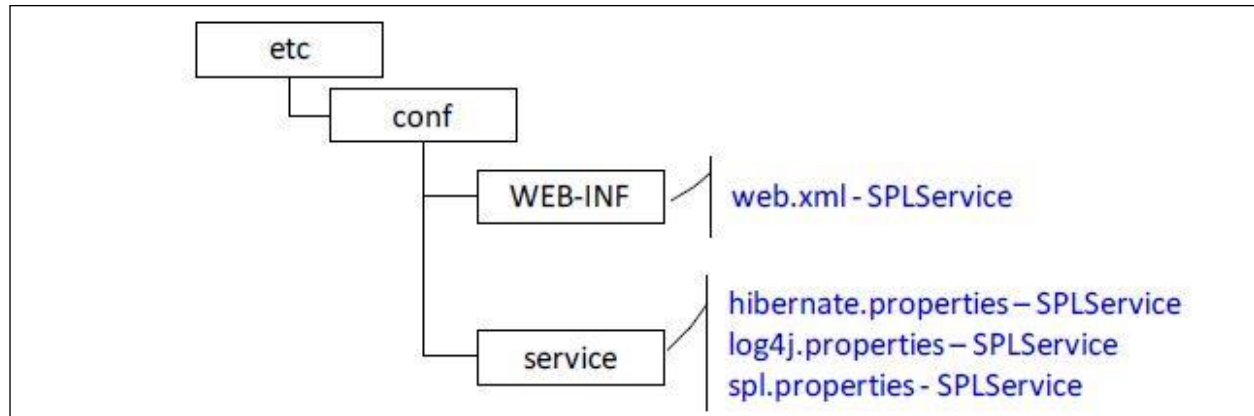 etc
conf
WEB-INF
web.xml - SPLService
hibernate.properties – SPLService
log4j.properties – SPLService
service
spl.properties - SPLService